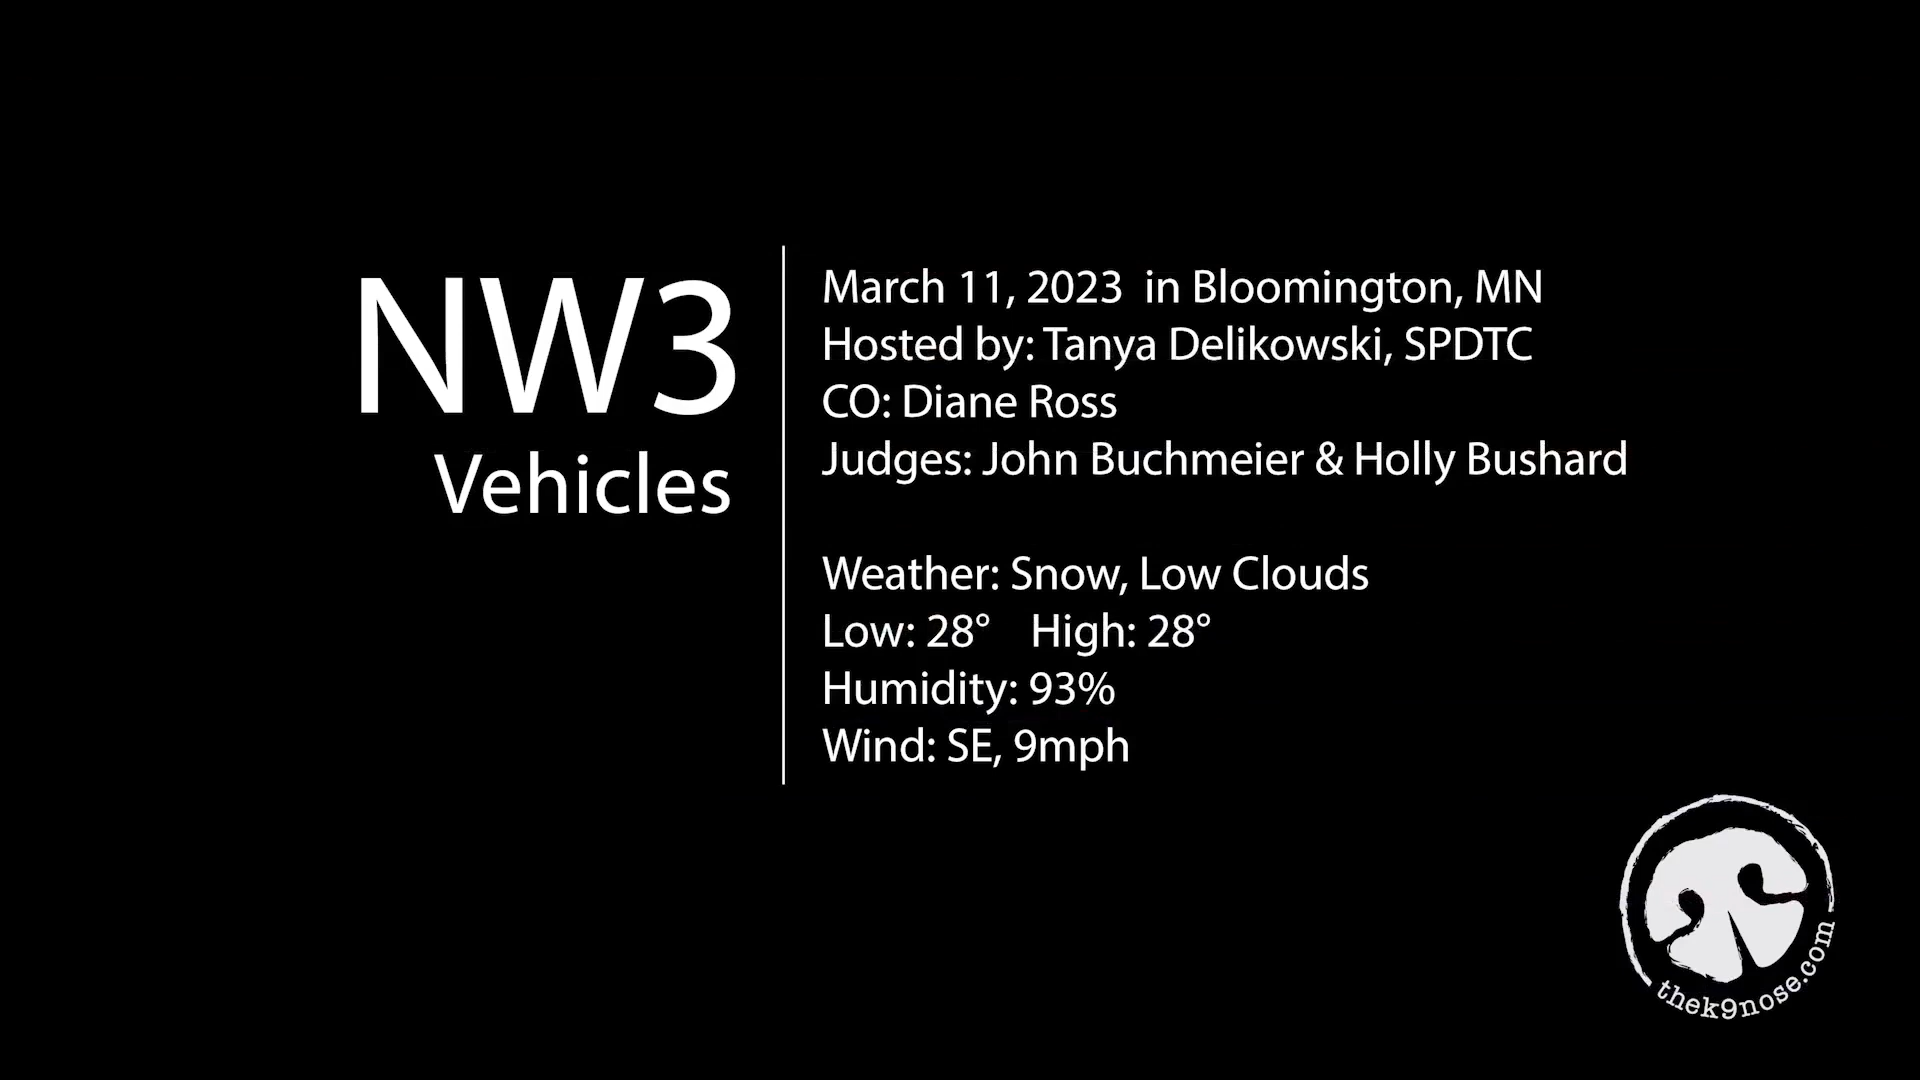 NW3
Vehicles
March 11, 2023 in Bloomington, MN
Hosted by: Tanya Delikowski, SPDTC
CO: Diane Ross
Judges: John Buchmeier & Holly Bushard
Weather: Snow, Low Clouds
Low: 28° High: 28°
Humidity: 93%
Wind: SE, 9mph
thek9nose.com